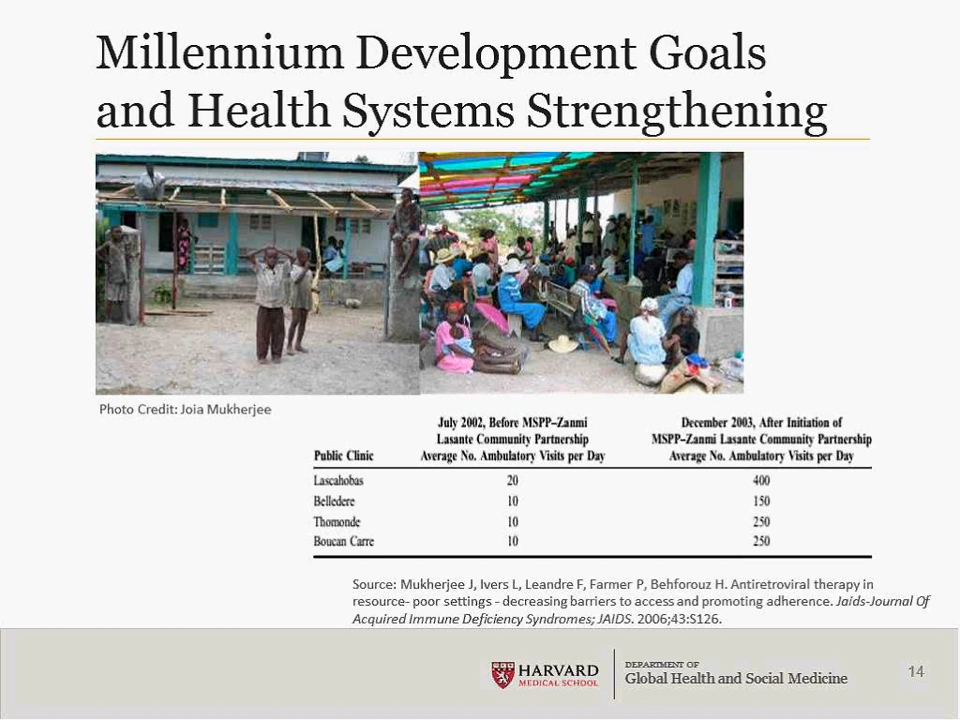 Millennium Development Goals
and Health Systems Strengthening
Photo Credit: Joia Mukherjee
July 2002, Before MSPP–Zanmi December 2003, After Initiation of
Lasante Community Partnership MSPP–Zanmi Lasante Community Partnership
Public Clinic Average No. Ambulatory Visits per Day Average No. Ambulatory Visits per Day
Lascahobas 20 400
Belledere 10 150
Thomonde 10 250
Boucan Carre 10 250
Source: Mukherjee J, Ivers L, Leandre F, Farmer P, Behforouz H. Antiretroviral therapy in
resource- poor settings - decreasing barriers to access and promoting adherence. Jaids-Journal Of
Acquired Immune Deficiency Syndromes; JAIDS. 2006;43:S126.
HARVARD
MEDICAL SCHOOL
DEPARTMENT OF
Global Health and Social Medicine
14